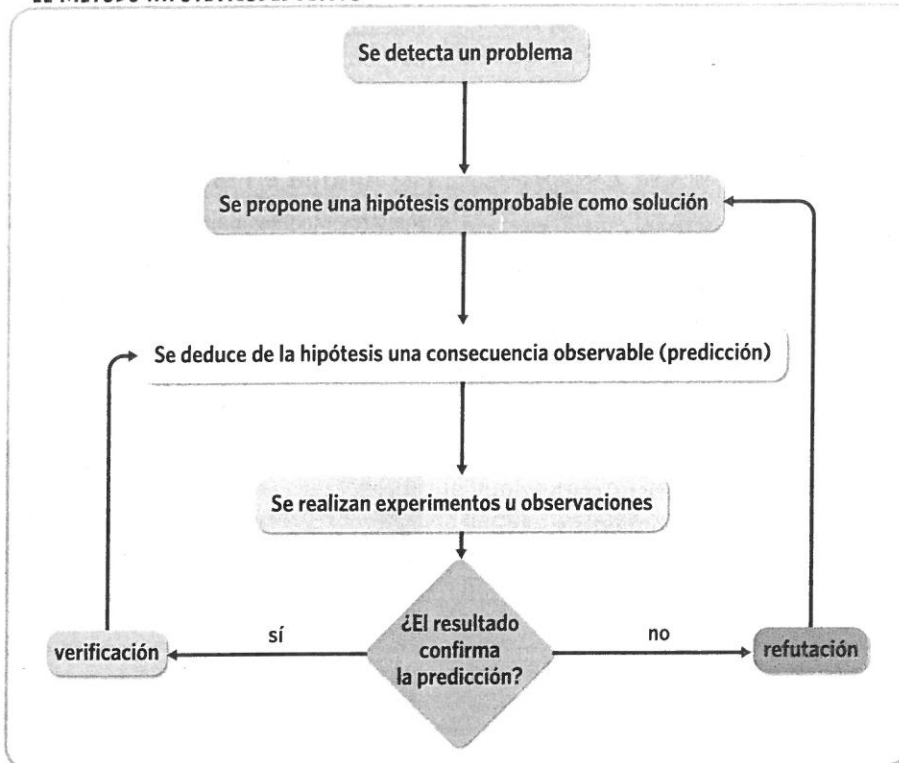 Se detecta un problema
Se propone una hipótesis comprobable como solución
Se deduce de la hipótesis una consecuencia observable (predicción)
Se realizan experimentos u observaciones
¿El resultado
confirma
la predicción?
sí
no
verificación
refutación